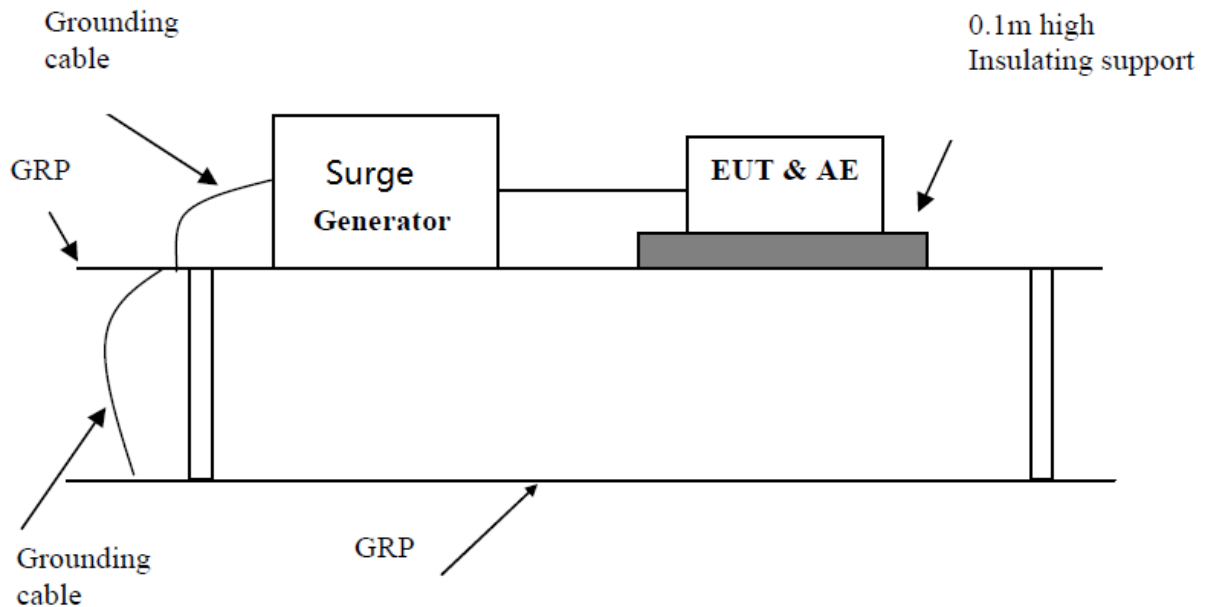 Grounding
cable
0.1m high
Insulating support
GRP
Surge
Generator
EUT & AE
Grounding
cable
GRP